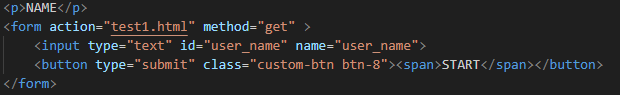 <p>NAME</p>
<form action="test1.html" method="get" >
<input type="text" id="user_name" name="user_name">
<button type="submit" class="custom-btn btn-8"><span>START</span></button>
</form>